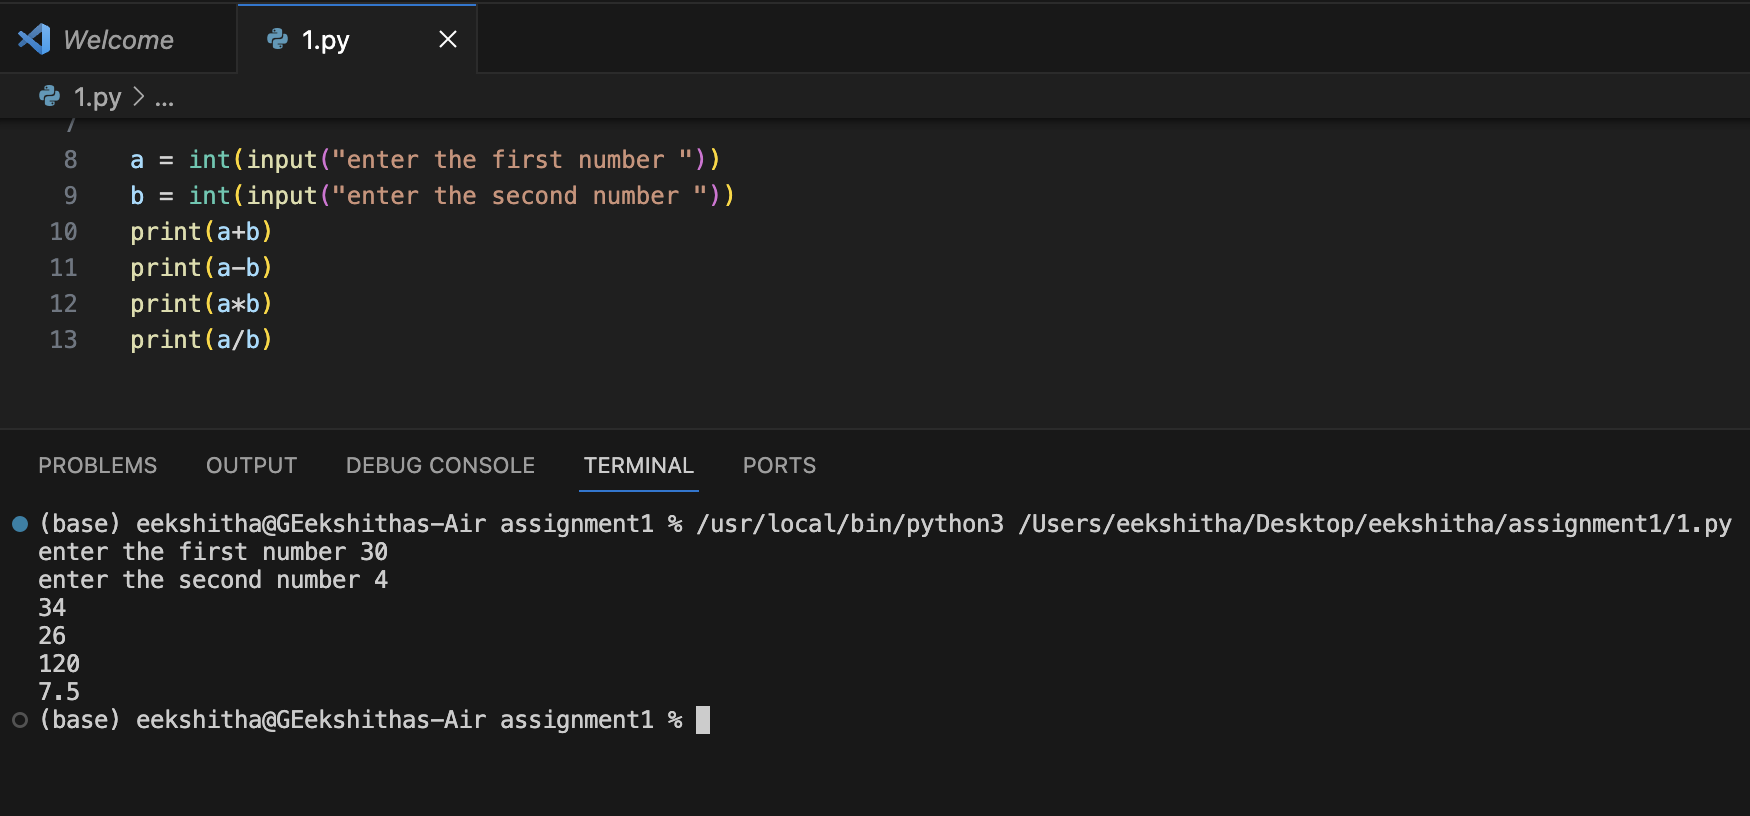 Welcome 1.py
1.py > ...
7
8 a = int(input("enter the first number "))
9 b = int(input("enter the second number "))
10 print(a+b)
11 print(a-b)
12 print(a*b)
13 print(a/b)
PROBLEMS OUTPUT DEBUG CONSOLE TERMINAL PORTS
(base) eekshitha@GEekshithas-Air assignment1 % /usr/local/bin/python3 /Users/eekshitha/Desktop/eekshitha/assignment1/1.py
enter the first number 30
enter the second number 4
34
26
120
7.5
(base) eekshitha@GEekshithas-Air assignment1 %